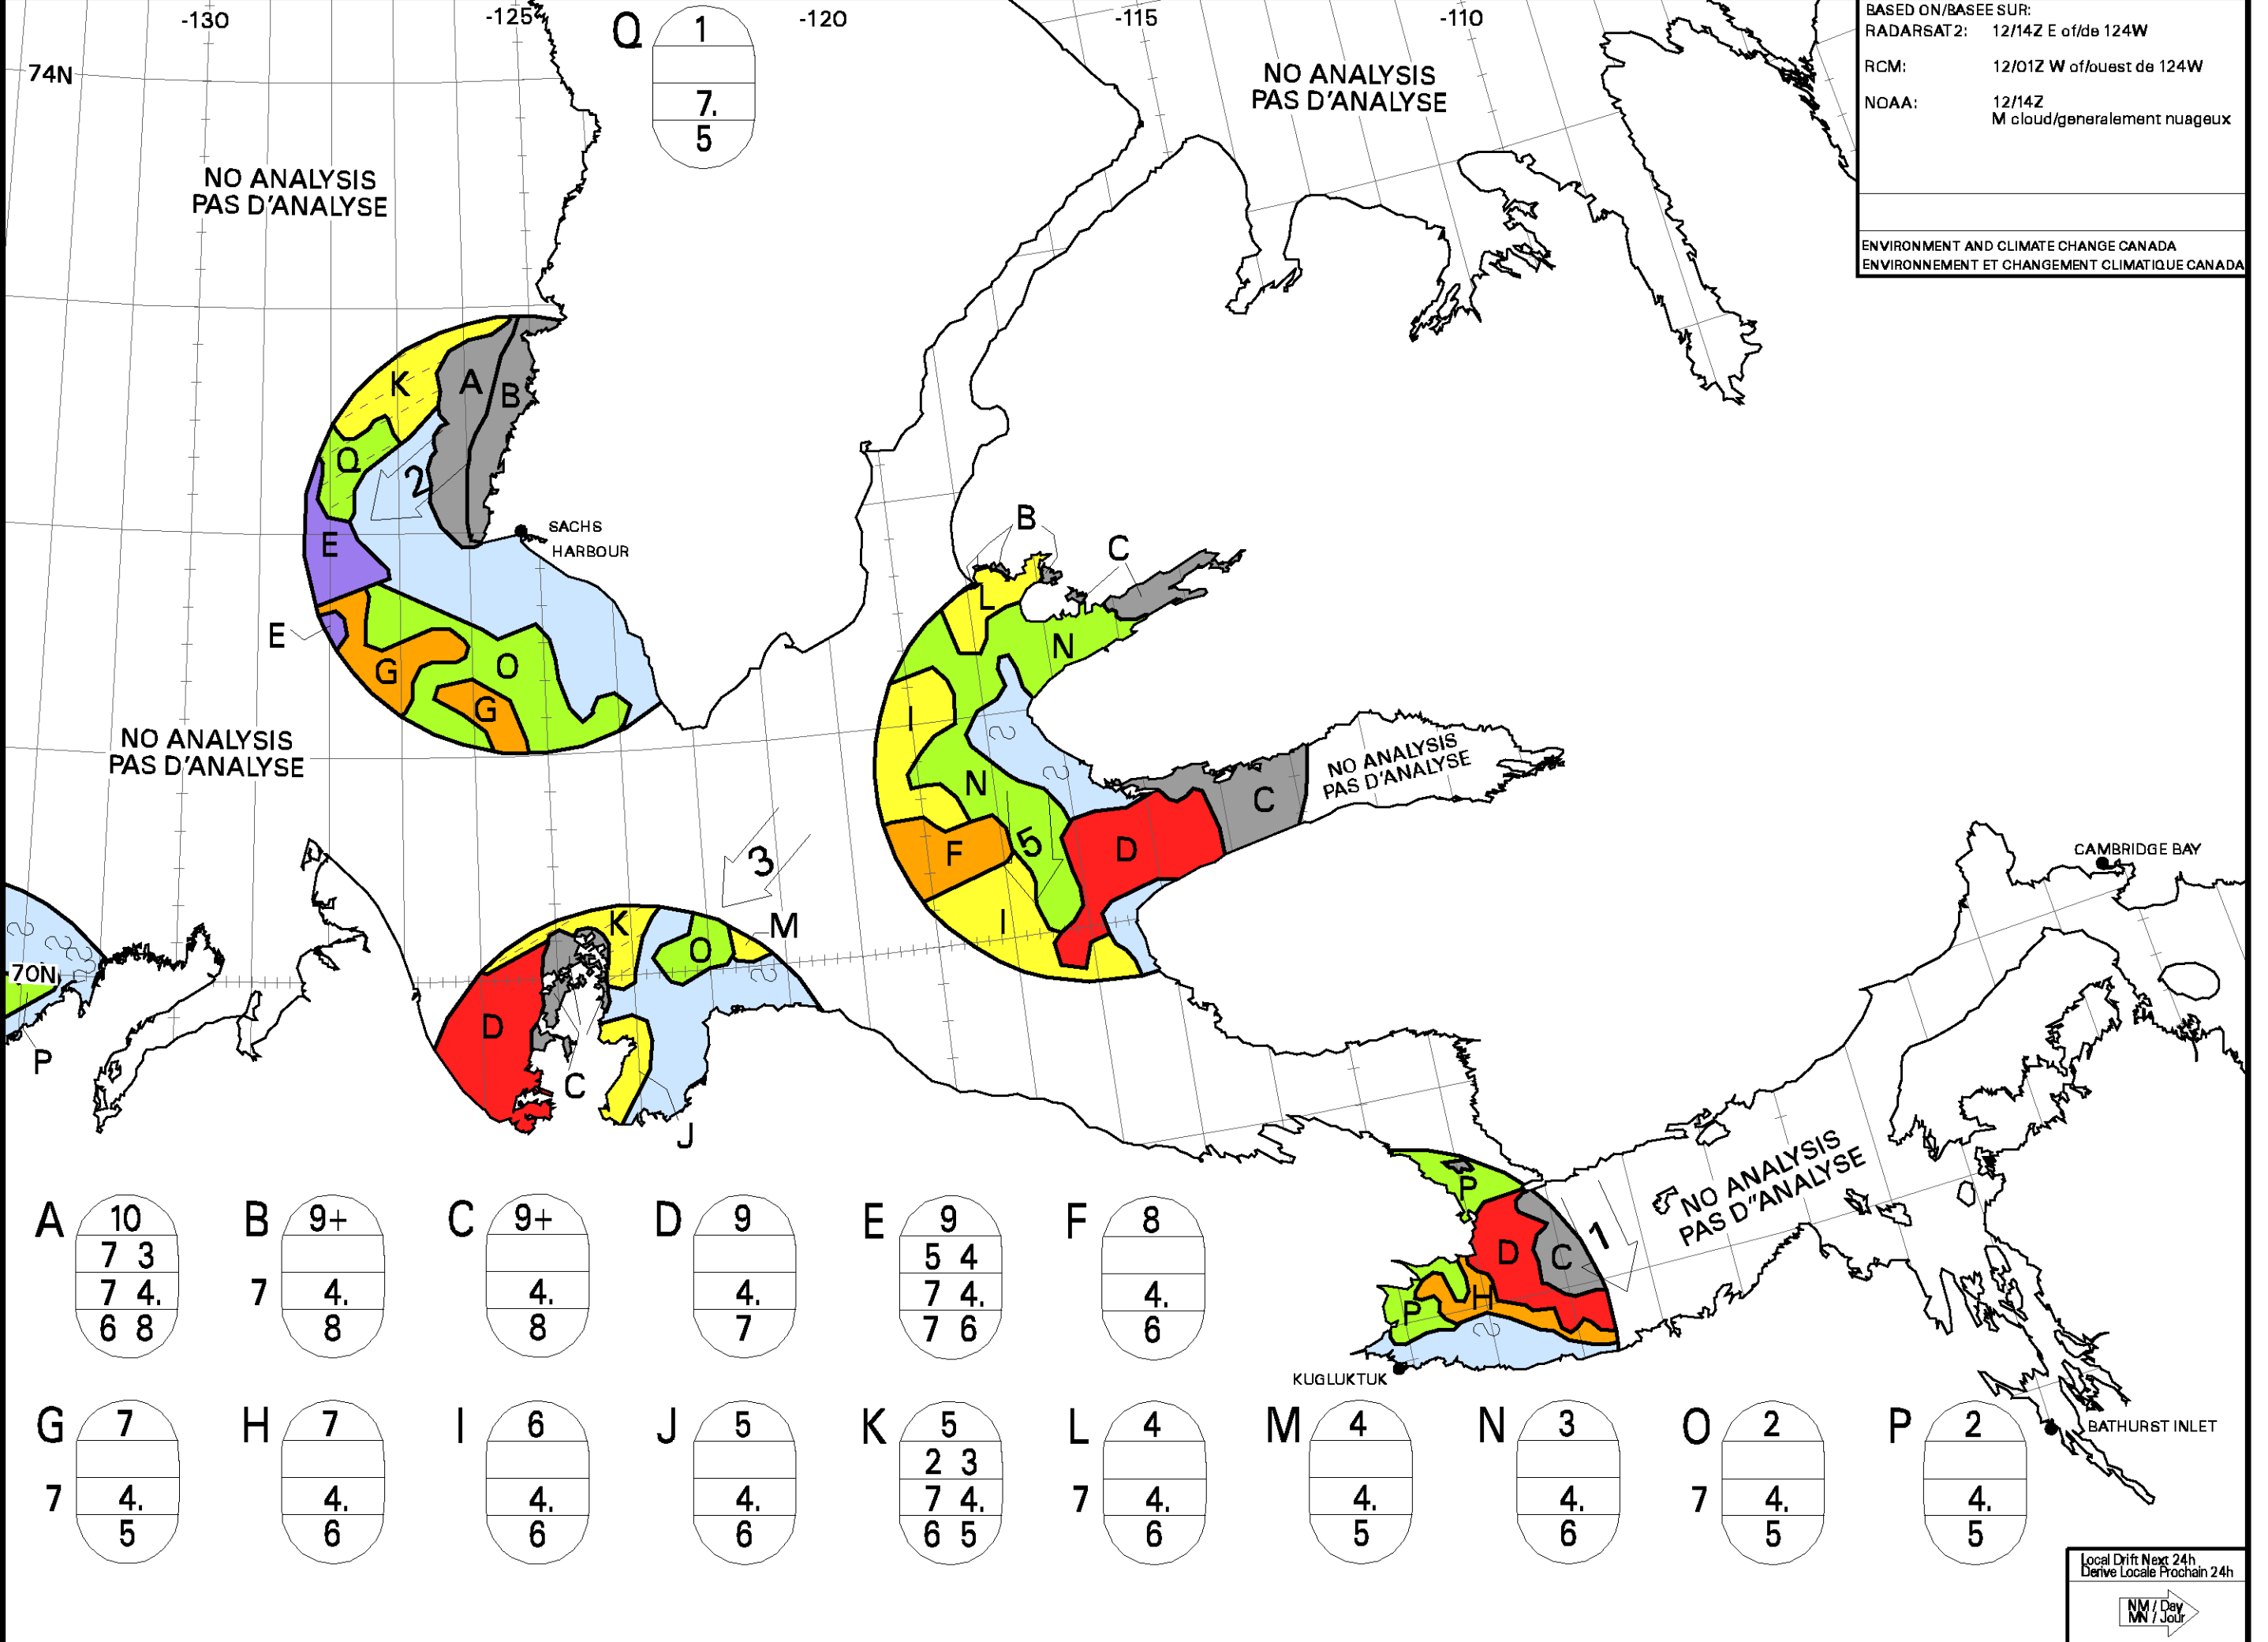 -130
-125
-120
-115
-110
Q
1
7.
5
BASED ON/BASEE SUR:
RADARSAT2: 12/14Z E of/de 124W
RCM: 12/01Z W of/ouest de 124W
NOAA: 12/14Z
M cloud/generalement nuageux
ENVIRONMENT AND CLIMATE CHANGE CANADA
ENVIRONNEMENT ET CHANGEMENT CLIMATIQUE CANADA
74N
NO ANALYSIS
PAS D'ANALYSE
NO ANALYSIS
PAS D'ANALYSE
K
A
B
Q
2
E
SACHS
HARBOUR
E
G
O
G
B
C
L
N
I
N
F
5
D
C
I
NO ANALYSIS
PAS D'ANALYSE
NO ANALYSIS
PAS D'ANALYSE
3
CAMBRIDGE BAY
K
O
M
70N
P
D
C
J
P
D
C
1
P
H
NO ANALYSIS
PAS D"ANALYSE
KUGLUKTUK
BATHURST INLET
A B C D E F
10 9+ 9+ 9 9 8
7 3 5 4
7 4. 7 4. 4. 4. 7 4. 4.
6 8 8 8 7 7 6 6
G H I J K L M N O P
7 7 6 5 5 4 4 3 2 2
2 3
7 4. 4. 4. 4. 7 4. 7 4. 4. 4. 7 4. 4.
5 6 6 6 6 5 6 5 6 5 5
Local Drift Next 24h
Derive Locale Prochain 24h
NM / Day
MN / Jour